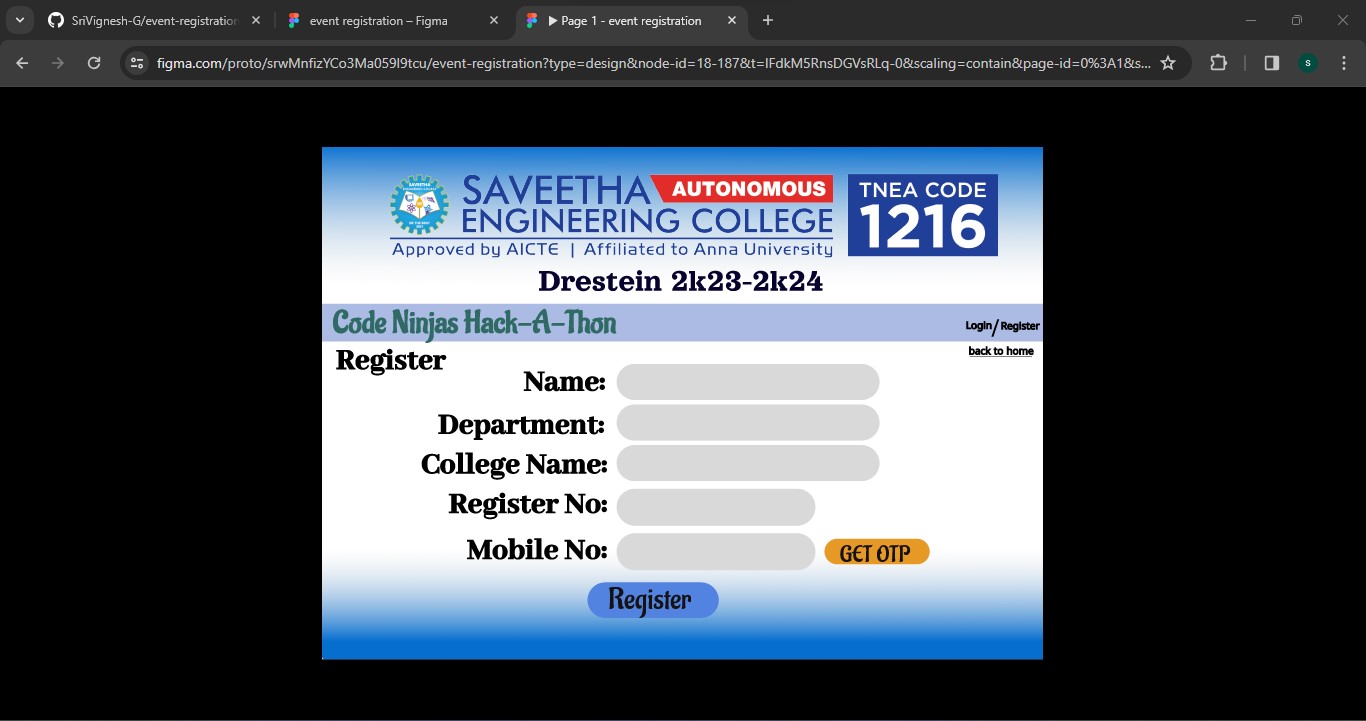 SriVignesh-G/event-registration
event registration – Figma
Page 1 - event registration
figma.com/proto/srwMnfizYCo3Ma059I9tcu/event-registration?type=design&node-id=18-187&t=IFdkM5RnsDGVsRLq-0&scaling=contain&page-id=0%3A1&s...
S
SAVEETHA AUTONOMOUS
ENGINEERING COLLEGE
Approved by AICTE | Affiliated to Anna University
TNEA CODE
1216
Drestein 2k23-2k24
Code Ninjas Hack-A-Thon
Login/Register
back to home
Register
Name:
Department:
College Name:
Register No:
Mobile No:
GET OTP
Register